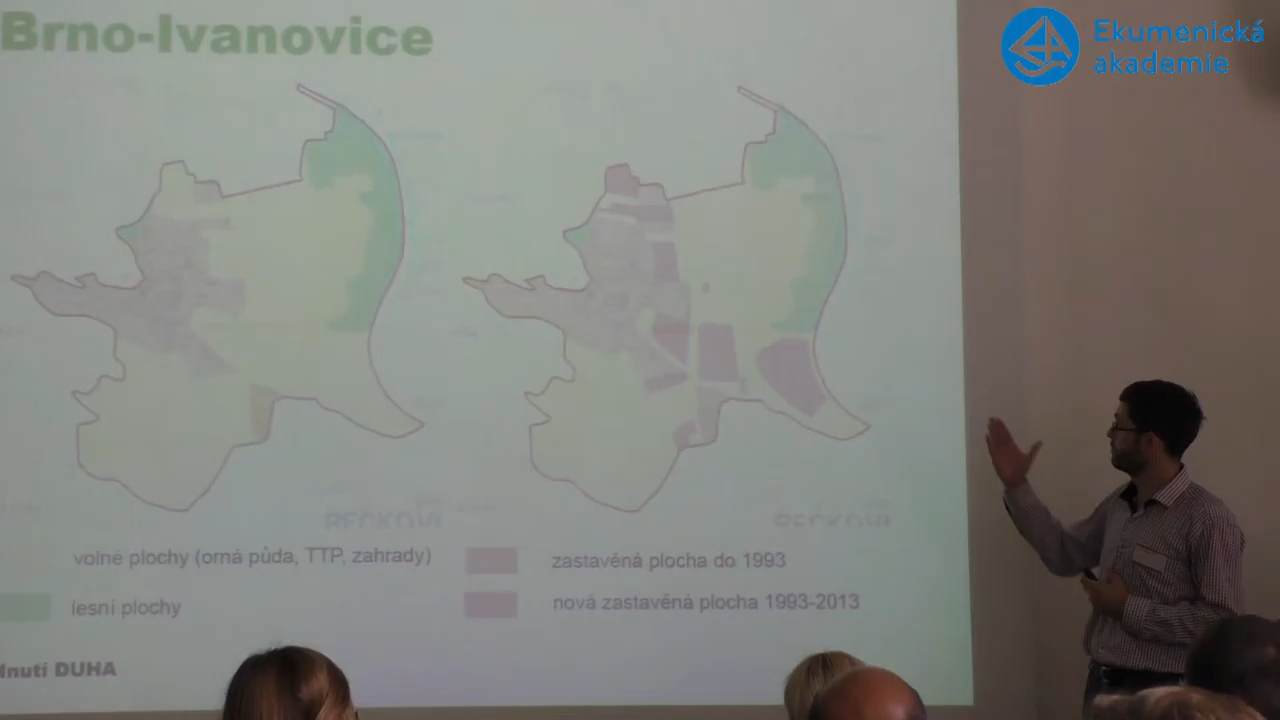 Brno-Ivanovice
Ekumenická
akademie
volné plochy (orná půda, TTP, zahrady)
lesní plochy
zastavěná plocha do 1993
nová zastavěná plocha 1993-2013
Inutí DUHA